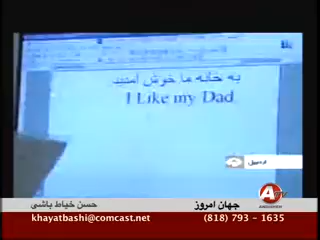 به خانه ما خوش آمدید
I Like my Dad
ایمیل
A
حسن خیاط باشی
جهان امروز
khayatbashi@comcast.net
(818) 793 - 1635